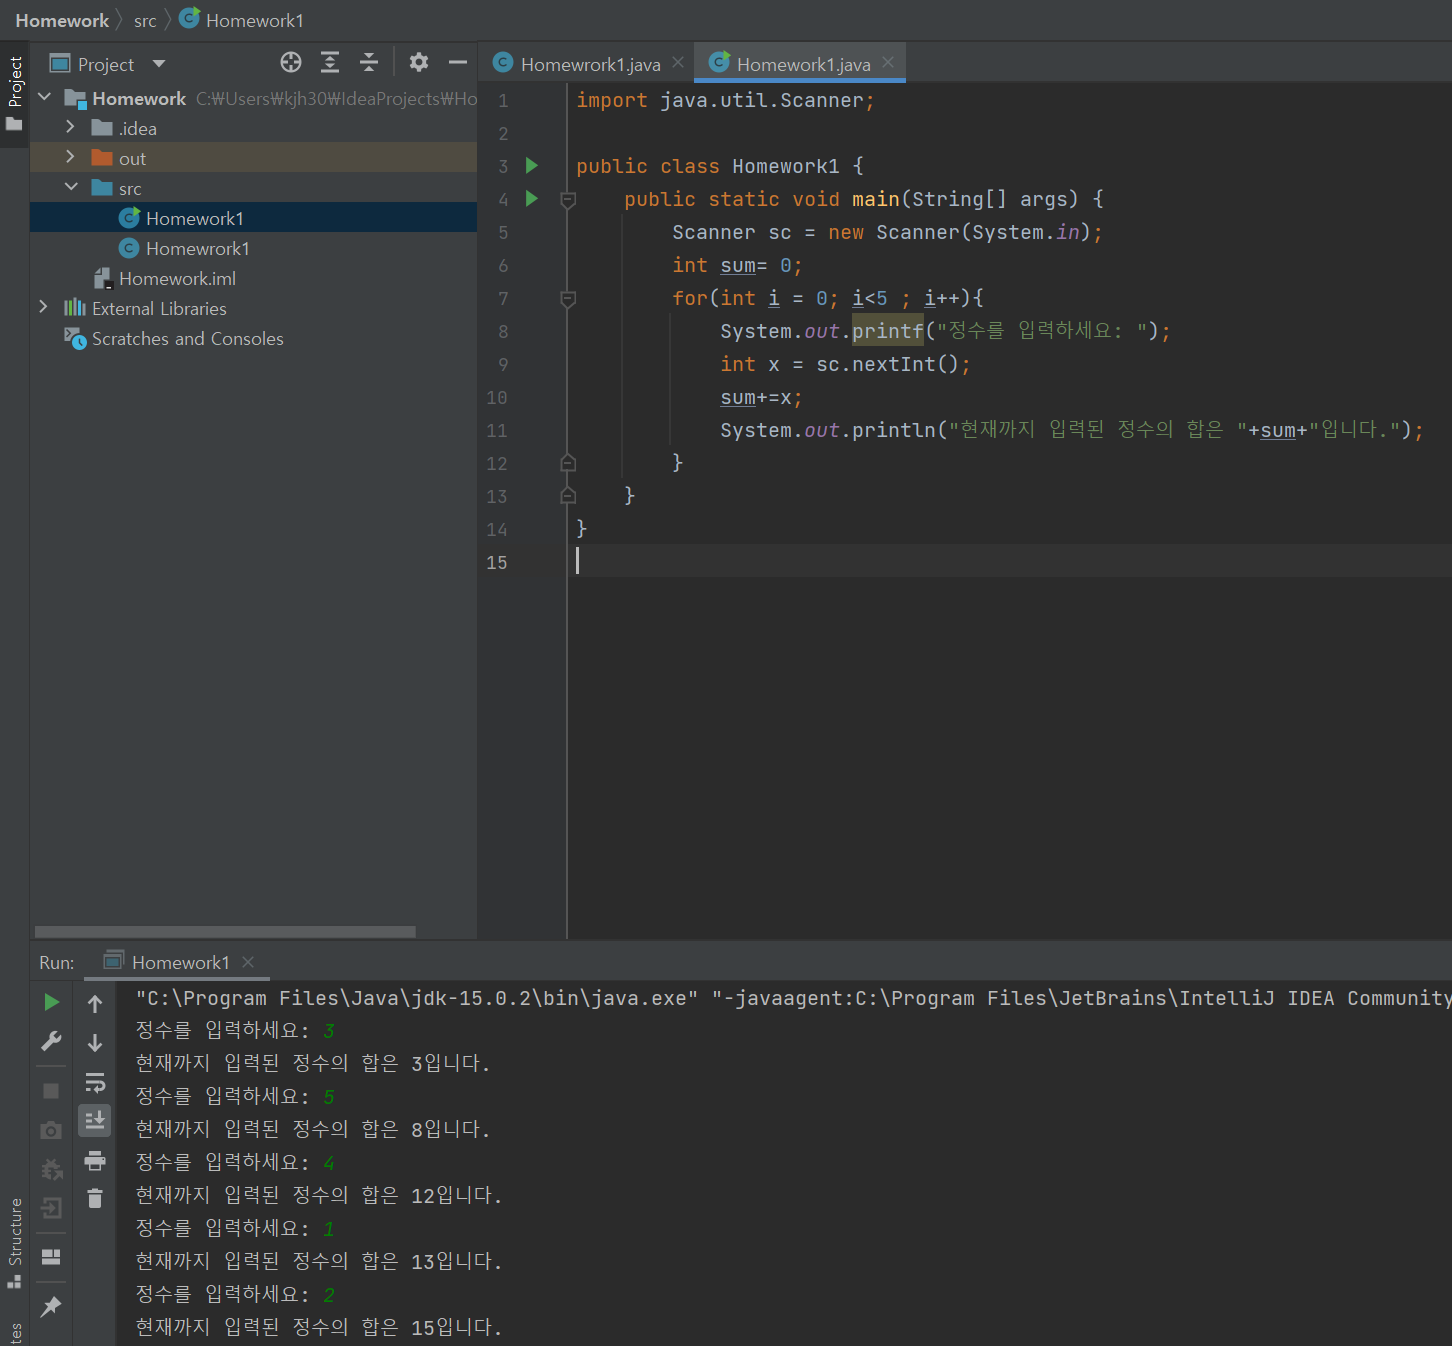 Homework src Homework1
Project
Project
Homework C:₩Users₩kjh30₩IdeaProjects₩Ho
.idea
out
src
Homework1
Homewrork1
Homework.iml
External Libraries
Scratches and Consoles
Homewrork1.java Homework1.java
1 import java.util.Scanner;
2
3 public class Homework1 {
4 public static void main(String[] args) {
5 Scanner sc = new Scanner(System.in);
6 int sum= 0;
7 for(int i = 0; i<5 ; i++){
8 System.out.printf("정수를 입력하세요: ");
9 int x = sc.nextInt();
10 sum+=x;
11 System.out.println("현재까지 입력된 정수의 합은 "+sum+"입니다.");
12 }
13 }
14 }
15
Run: Homework1
"C:\Program Files\Java\jdk-15.0.2\bin\java.exe" "-javaagent:C:\Program Files\JetBrains\IntelliJ IDEA Community
정수를 입력하세요: 3
현재까지 입력된 정수의 합은 3입니다.
정수를 입력하세요: 5
현재까지 입력된 정수의 합은 8입니다.
정수를 입력하세요: 4
현재까지 입력된 정수의 합은 12입니다.
정수를 입력하세요: 1
현재까지 입력된 정수의 합은 13입니다.
정수를 입력하세요: 2
현재까지 입력된 정수의 합은 15입니다.
Structure
tes